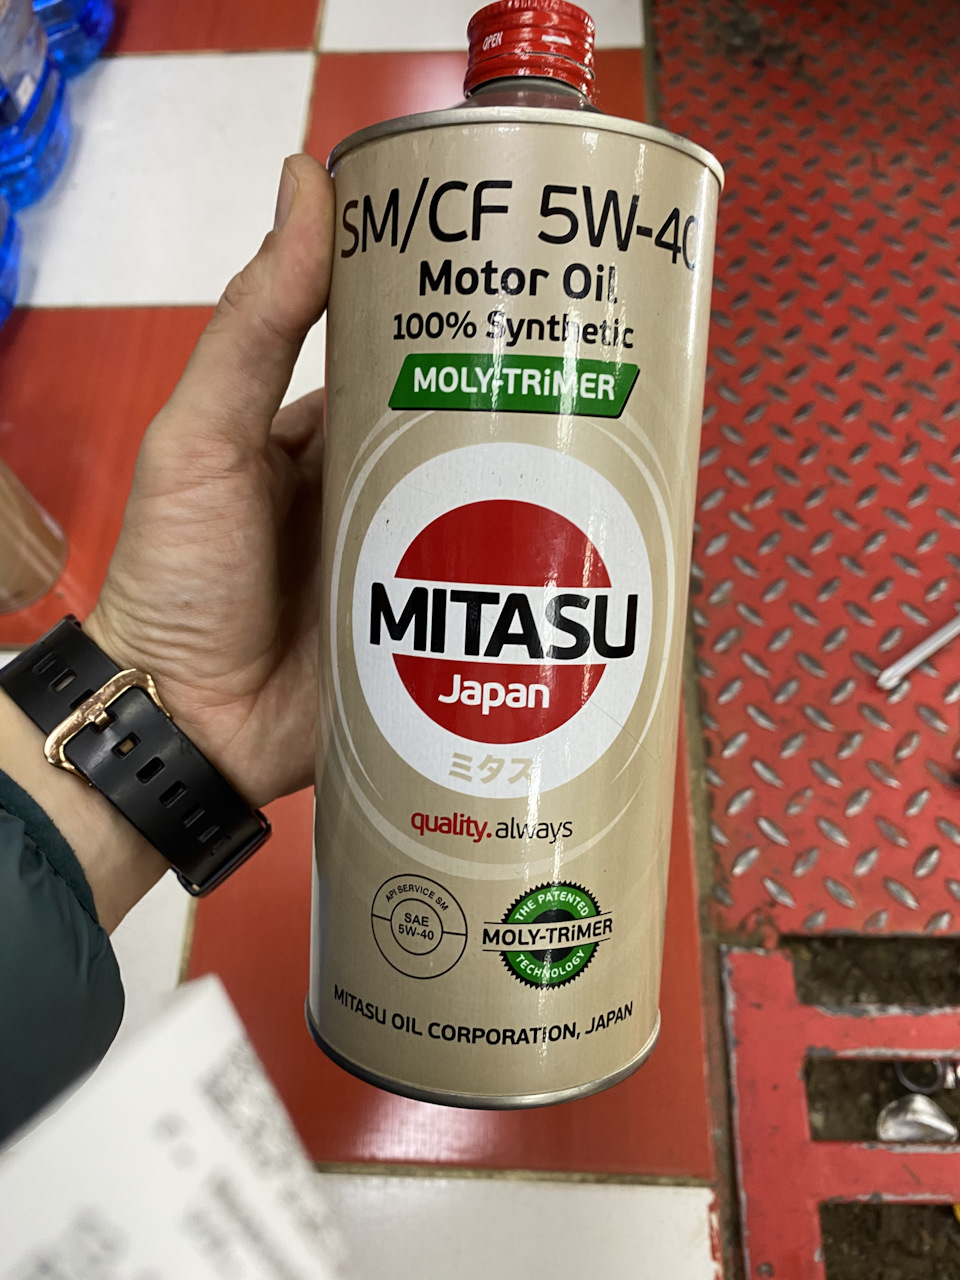 OPEN
SM/CF 5W-40
Motor Oil
100% Synthetic
MOLY-TRiMER
MITASU
Japan
ミタス
quality.always
API SERVICE SM
SAE
5W-40
THE PATENTED
MOLY-TRiMER
TECHNOLOGY
MITASU OIL CORPORATION, JAPAN